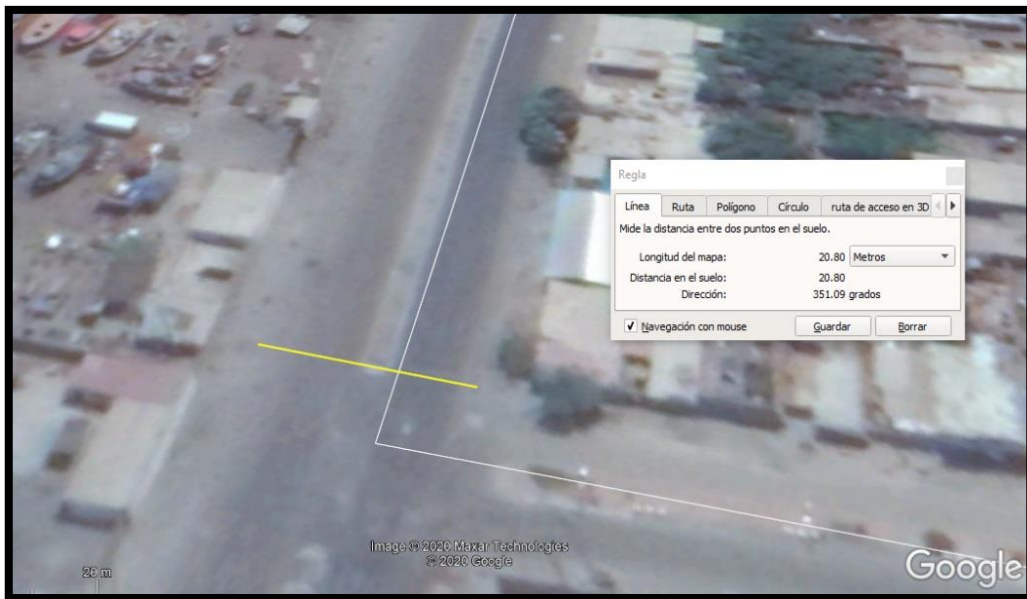 Regla
Línea Ruta Polígono Círculo ruta de acceso en 3D
Mide la distancia entre dos puntos en el suelo.
Longitud del mapa: 20.80 Metros
Distancia en el suelo: 20.80
Dirección: 351.09 grados
Navegación con mouse Guardar Borrar
Image © 2020 Maxar Technologies
© 2020 Google
20 m
Google